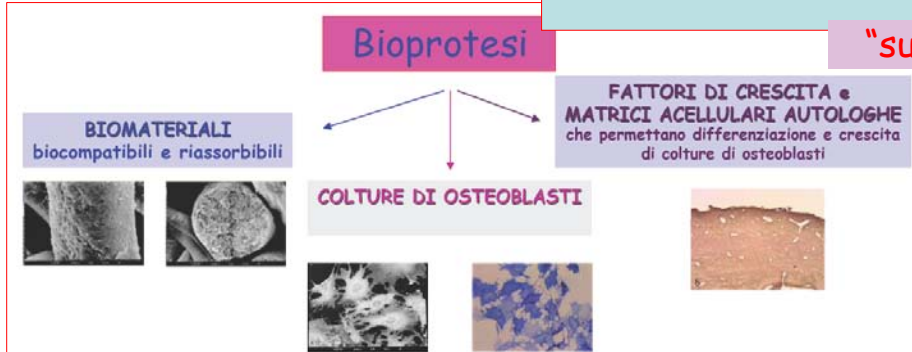 Bioprotesi
"su
FATTORI DI CRESCITA e
MATRICI ACELLULARI AUTOLOGHE
che permettano differenziazione e crescita
di colture di osteoblasti
BIOMATERIALI
biocompatibili e riassorbibili
COLTURE DI OSTEOBLASTI